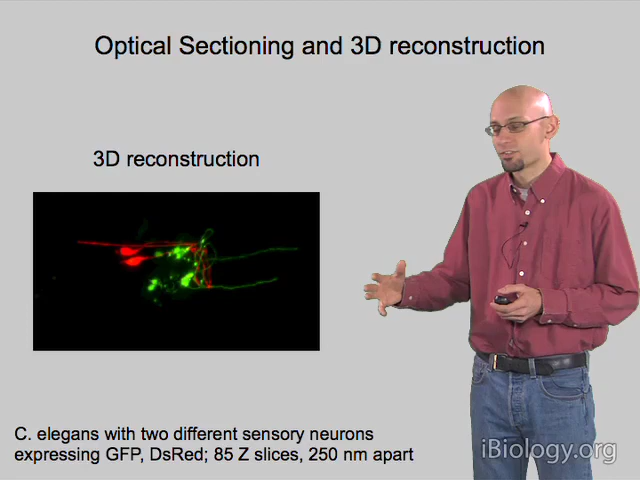 Optical Sectioning and 3D reconstruction
3D reconstruction
C. elegans with two different sensory neurons
expressing GFP, DsRed; 85 Z slices, 250 nm apart
iBiology.org